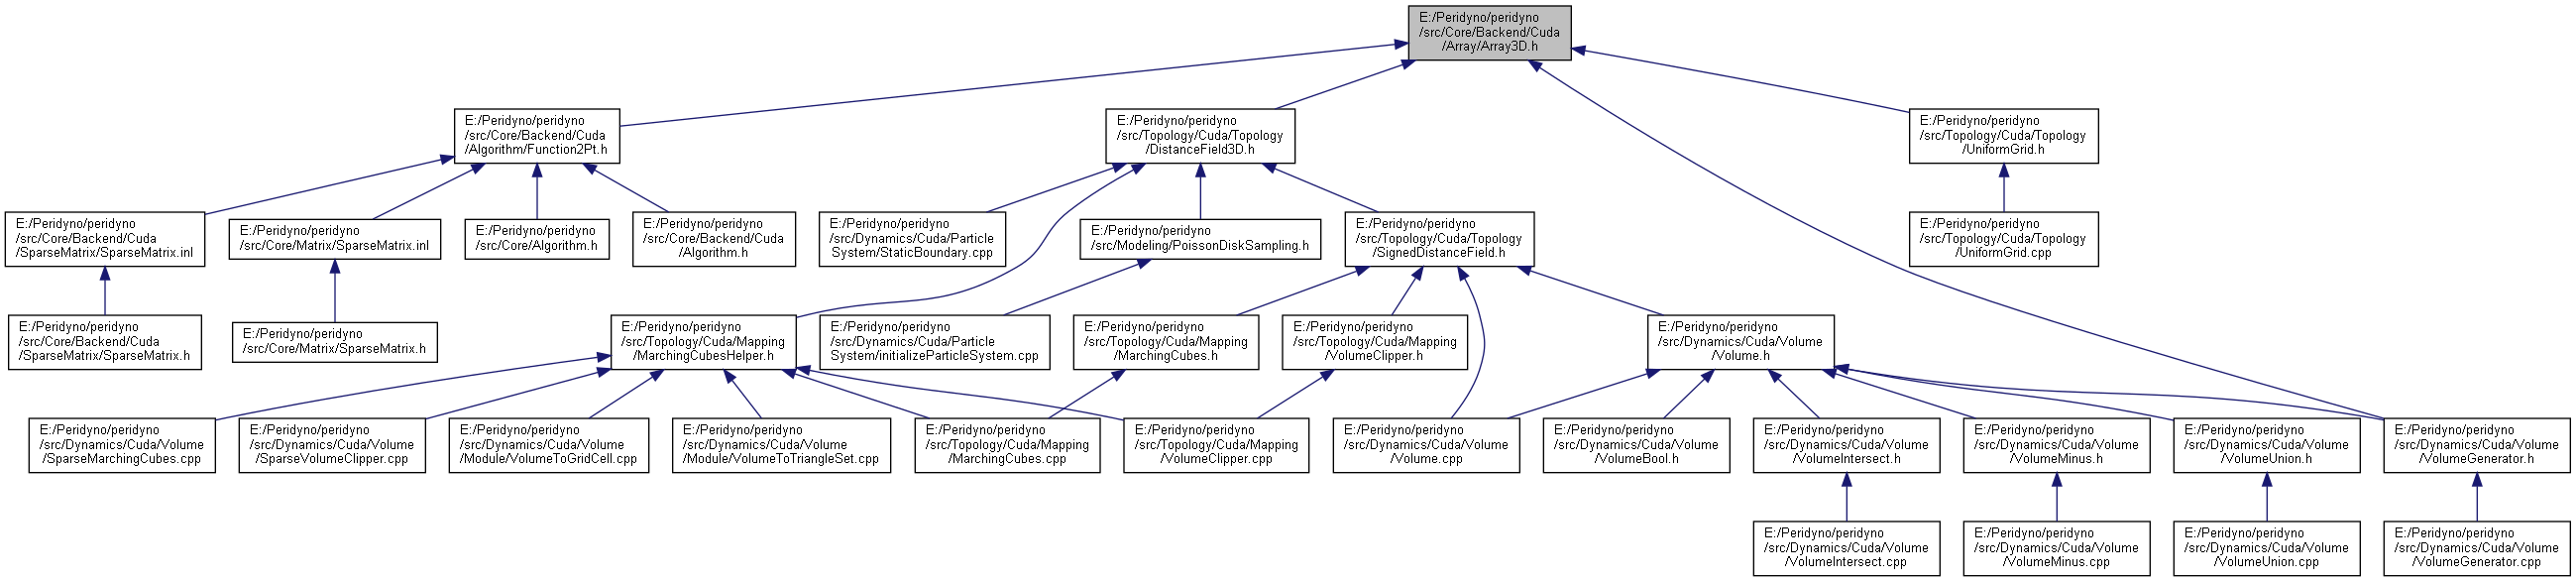 E:/Peridyno/peridyno
/src/Core/Backend/Cuda
/Array/Array3D.h
E:/Peridyno/peridyno
/src/Core/Backend/Cuda
/Algorithm/Function2Pt.h
E:/Peridyno/peridyno
/src/Topology/Cuda/Topology
/DistanceField3D.h
E:/Peridyno/peridyno
/src/Topology/Cuda/Topology
/UniformGrid.h
E:/Peridyno/peridyno
/src/Core/Backend/Cuda
/SparseMatrix/SparseMatrix.inl
E:/Peridyno/peridyno
/src/Core/Matrix/SparseMatrix.inl
E:/Peridyno/peridyno
/src/Core/Algorithm.h
E:/Peridyno/peridyno
/src/Core/Backend/Cuda
/Algorithm.h
E:/Peridyno/peridyno
/src/Dynamics/Cuda/Particle
System/StaticBoundary.cpp
E:/Peridyno/peridyno
/src/Modeling/PoissonDiskSampling.h
E:/Peridyno/peridyno
/src/Topology/Cuda/Topology
/SignedDistanceField.h
E:/Peridyno/peridyno
/src/Topology/Cuda/Topology
/UniformGrid.cpp
E:/Peridyno/peridyno
/src/Core/Backend/Cuda
/SparseMatrix/SparseMatrix.h
E:/Peridyno/peridyno
/src/Core/Matrix/SparseMatrix.h
E:/Peridyno/peridyno
/src/Topology/Cuda/Mapping
/MarchingCubesHelper.h
E:/Peridyno/peridyno
/src/Dynamics/Cuda/Particle
System/initializeParticleSystem.cpp
E:/Peridyno/peridyno
/src/Topology/Cuda/Mapping
/MarchingCubes.h
E:/Peridyno/peridyno
/src/Topology/Cuda/Mapping
/VolumeClipper.h
E:/Peridyno/peridyno
/src/Dynamics/Cuda/Volume
/Volume.h
E:/Peridyno/peridyno
/src/Dynamics/Cuda/Volume
/SparseMarchingCubes.cpp
E:/Peridyno/peridyno
/src/Dynamics/Cuda/Volume
/SparseVolumeClipper.cpp
E:/Peridyno/peridyno
/src/Dynamics/Cuda/Volume
/Module/VolumeToGridCell.cpp
E:/Peridyno/peridyno
/src/Dynamics/Cuda/Volume
/Module/VolumeToTriangleSet.cpp
E:/Peridyno/peridyno
/src/Topology/Cuda/Mapping
/MarchingCubes.cpp
E:/Peridyno/peridyno
/src/Topology/Cuda/Mapping
/VolumeClipper.cpp
E:/Peridyno/peridyno
/src/Dynamics/Cuda/Volume
/Volume.cpp
E:/Peridyno/peridyno
/src/Dynamics/Cuda/Volume
/VolumeBool.h
E:/Peridyno/peridyno
/src/Dynamics/Cuda/Volume
/VolumeIntersect.h
E:/Peridyno/peridyno
/src/Dynamics/Cuda/Volume
/VolumeMinus.h
E:/Peridyno/peridyno
/src/Dynamics/Cuda/Volume
/VolumeUnion.h
E:/Peridyno/peridyno
/src/Dynamics/Cuda/Volume
/VolumeGenerator.h
E:/Peridyno/peridyno
/src/Dynamics/Cuda/Volume
/VolumeIntersect.cpp
E:/Peridyno/peridyno
/src/Dynamics/Cuda/Volume
/VolumeMinus.cpp
E:/Peridyno/peridyno
/src/Dynamics/Cuda/Volume
/VolumeUnion.cpp
E:/Peridyno/peridyno
/src/Dynamics/Cuda/Volume
/VolumeGenerator.cpp